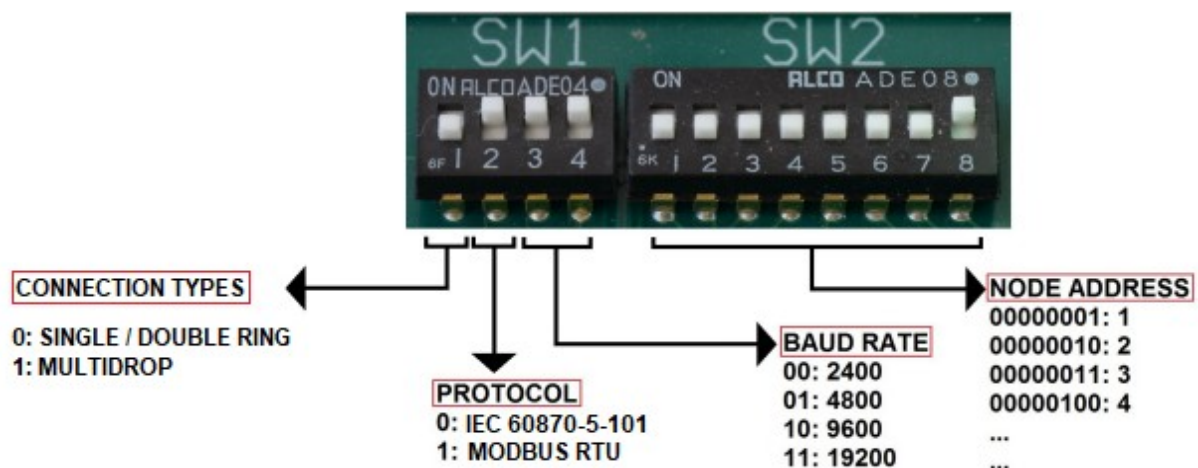 SW1
SW2
ON ALCO ADE04
ON ALCO ADE08
6F 1 2 3 4
6K 1 2 3 4 5 6 7 8
CONNECTION TYPES
0: SINGLE / DOUBLE RING
1: MULTIDROP
PROTOCOL
0: IEC 60870-5-101
1: MODBUS RTU
BAUD RATE
00: 2400
01: 4800
10: 9600
11: 19200
NODE ADDRESS
00000001: 1
00000010: 2
00000011: 3
00000100: 4
...
...